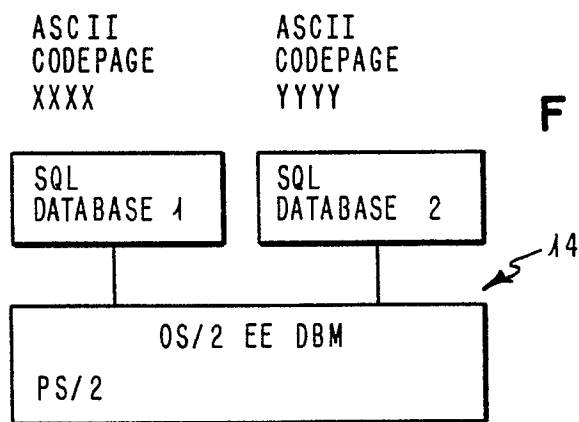 ASCII
CODEPAGE
XXXX
ASCII
CODEPAGE
YYYY
F
SQL
DATABASE 1
SQL
DATABASE 2
14
OS/2 EE DBM
PS/2